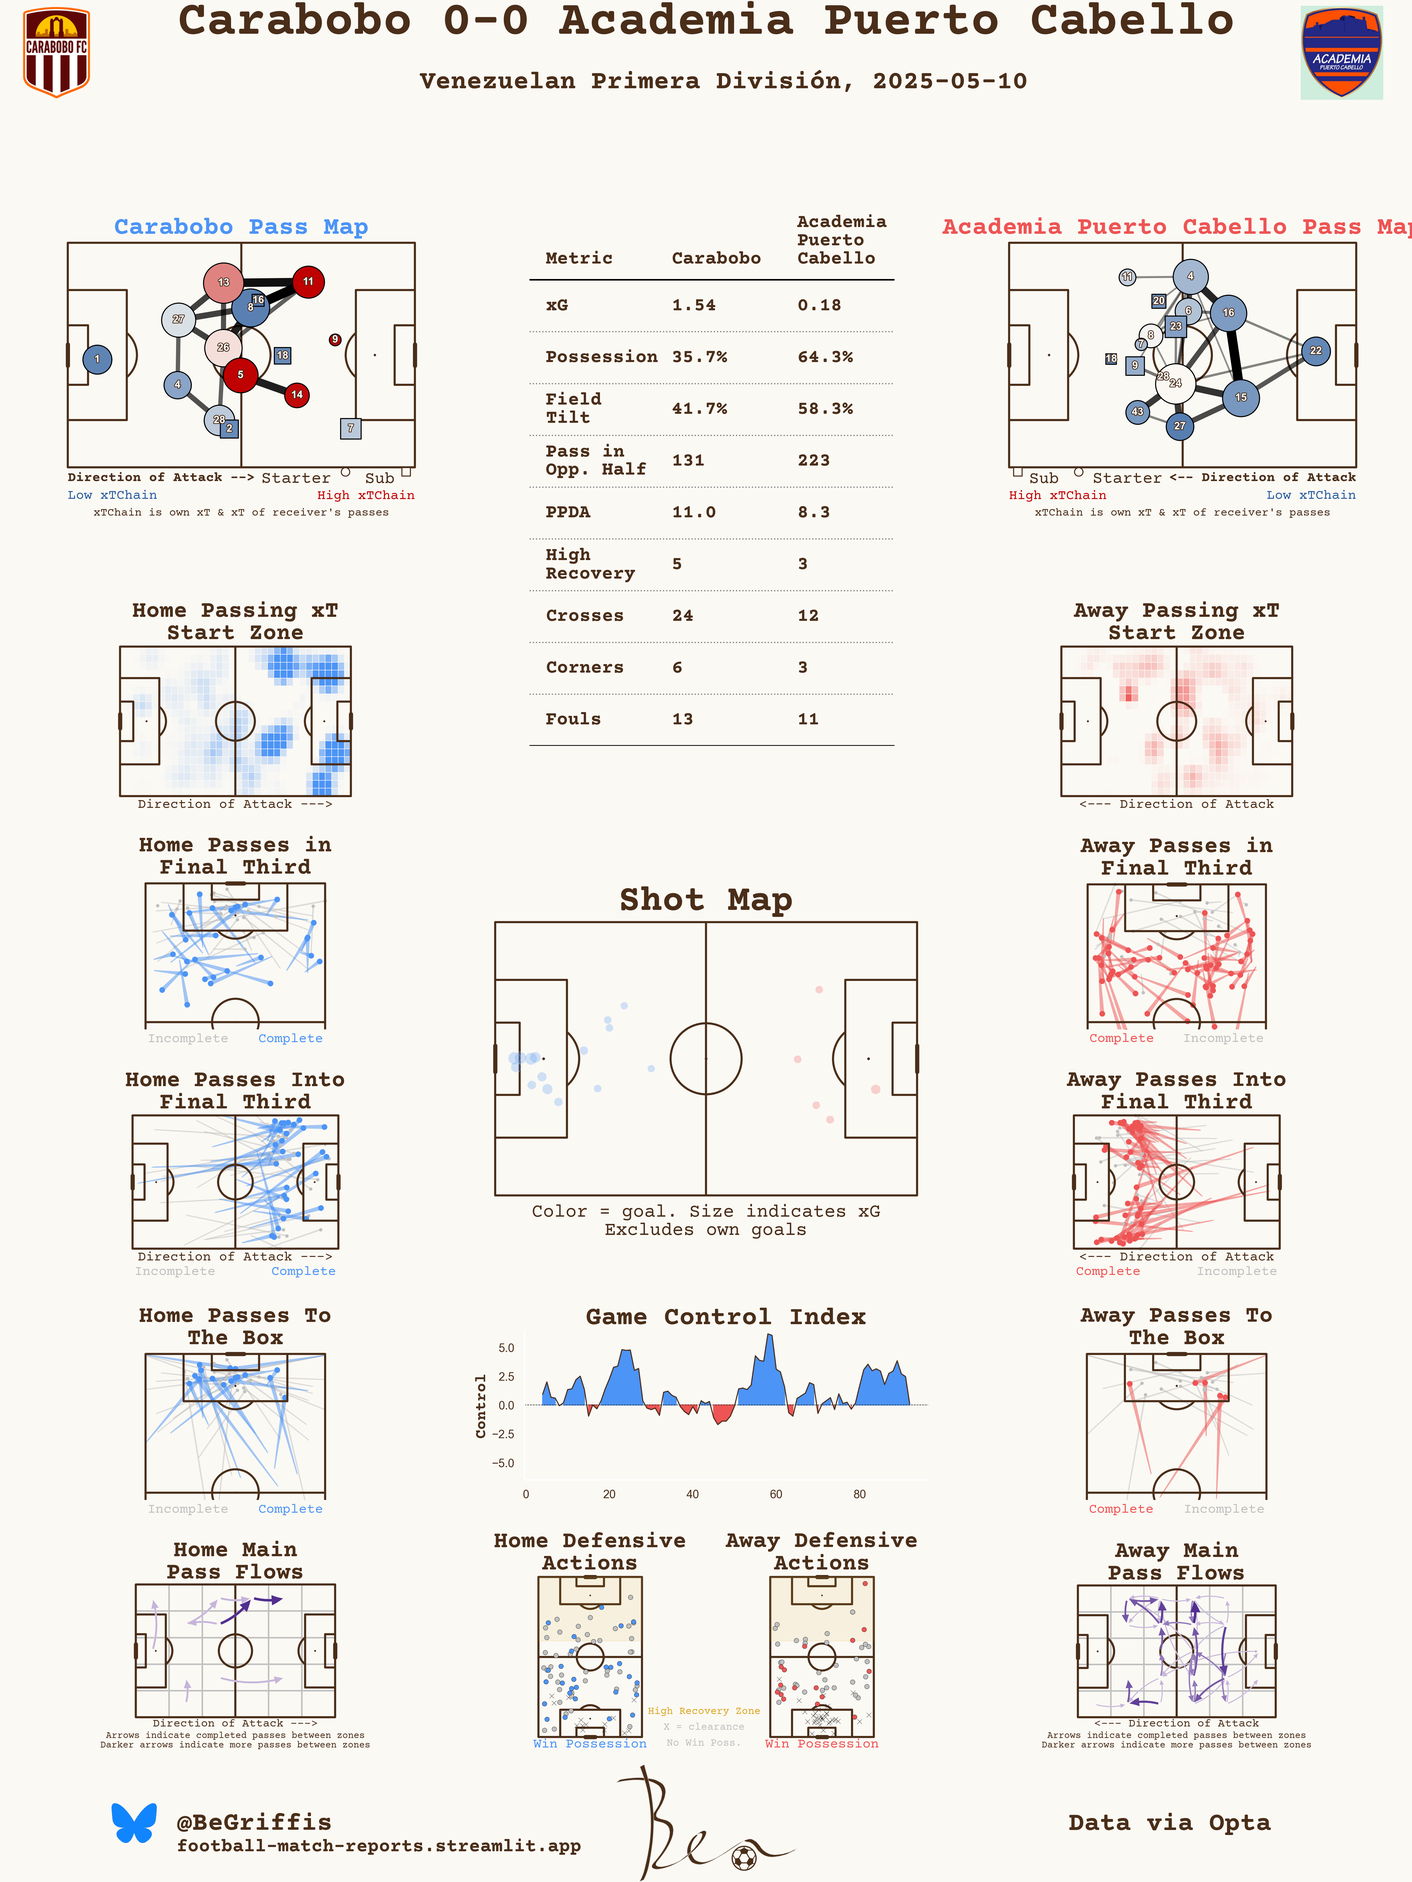 Carabobo 0-0 Academia Puerto Cabello
Venezuelan Primera División, 2025-05-10
CARABOBO FC
ACADEMIA
PUERTO CABELLO
Carabobo Pass Map
13
11
16
8
27
26
9
18
1
5
4
14
28
2
7
Direction of Attack --> Starter Sub
Low xTChain High xTChain
xTChain is own xT & xT of receiver's passes
Metric Carabobo Academia
Puerto
Cabello
xG 1.54 0.18
Possession 35.7% 64.3%
Field
Tilt 41.7% 58.3%
Pass in
Opp. Half 131 223
PPDA 11.0 8.3
High
Recovery 5 3
Crosses 24 12
Corners 6 3
Fouls 13 11
Academia Puerto Cabello Pass Map
11
4
20
6
16
23
8
7
22
18
9
28
24
15
43
27
Sub Starter <-- Direction of Attack
High xTChain Low xTChain
xTChain is own xT & xT of receiver's passes
Home Passing xT
Start Zone
Direction of Attack --->
Away Passing xT
Start Zone
<--- Direction of Attack
Home Passes in
Final Third
Incomplete Complete
Away Passes in
Final Third
Complete Incomplete
Shot Map
Color = goal. Size indicates xG
Excludes own goals
Home Passes Into
Final Third
Direction of Attack --->
Incomplete Complete
Away Passes Into
Final Third
<--- Direction of Attack
Complete Incomplete
Home Passes To
The Box
Incomplete Complete
Game Control Index
Control
5.0
2.5
0.0
−2.5
−5.0
0 20 40 60 80
Away Passes To
The Box
Complete Incomplete
Home Main
Pass Flows
Direction of Attack --->
Arrows indicate completed passes between zones
Darker arrows indicate more passes between zones
Home Defensive
Actions
Win Possession
Away Defensive
Actions
Win Possession
High Recovery Zone
X = clearance
No Win Poss.
Away Main
Pass Flows
<--- Direction of Attack
Arrows indicate completed passes between zones
Darker arrows indicate more passes between zones
@BeGriffis
football-match-reports.streamlit.app
Ben
Data via Opta